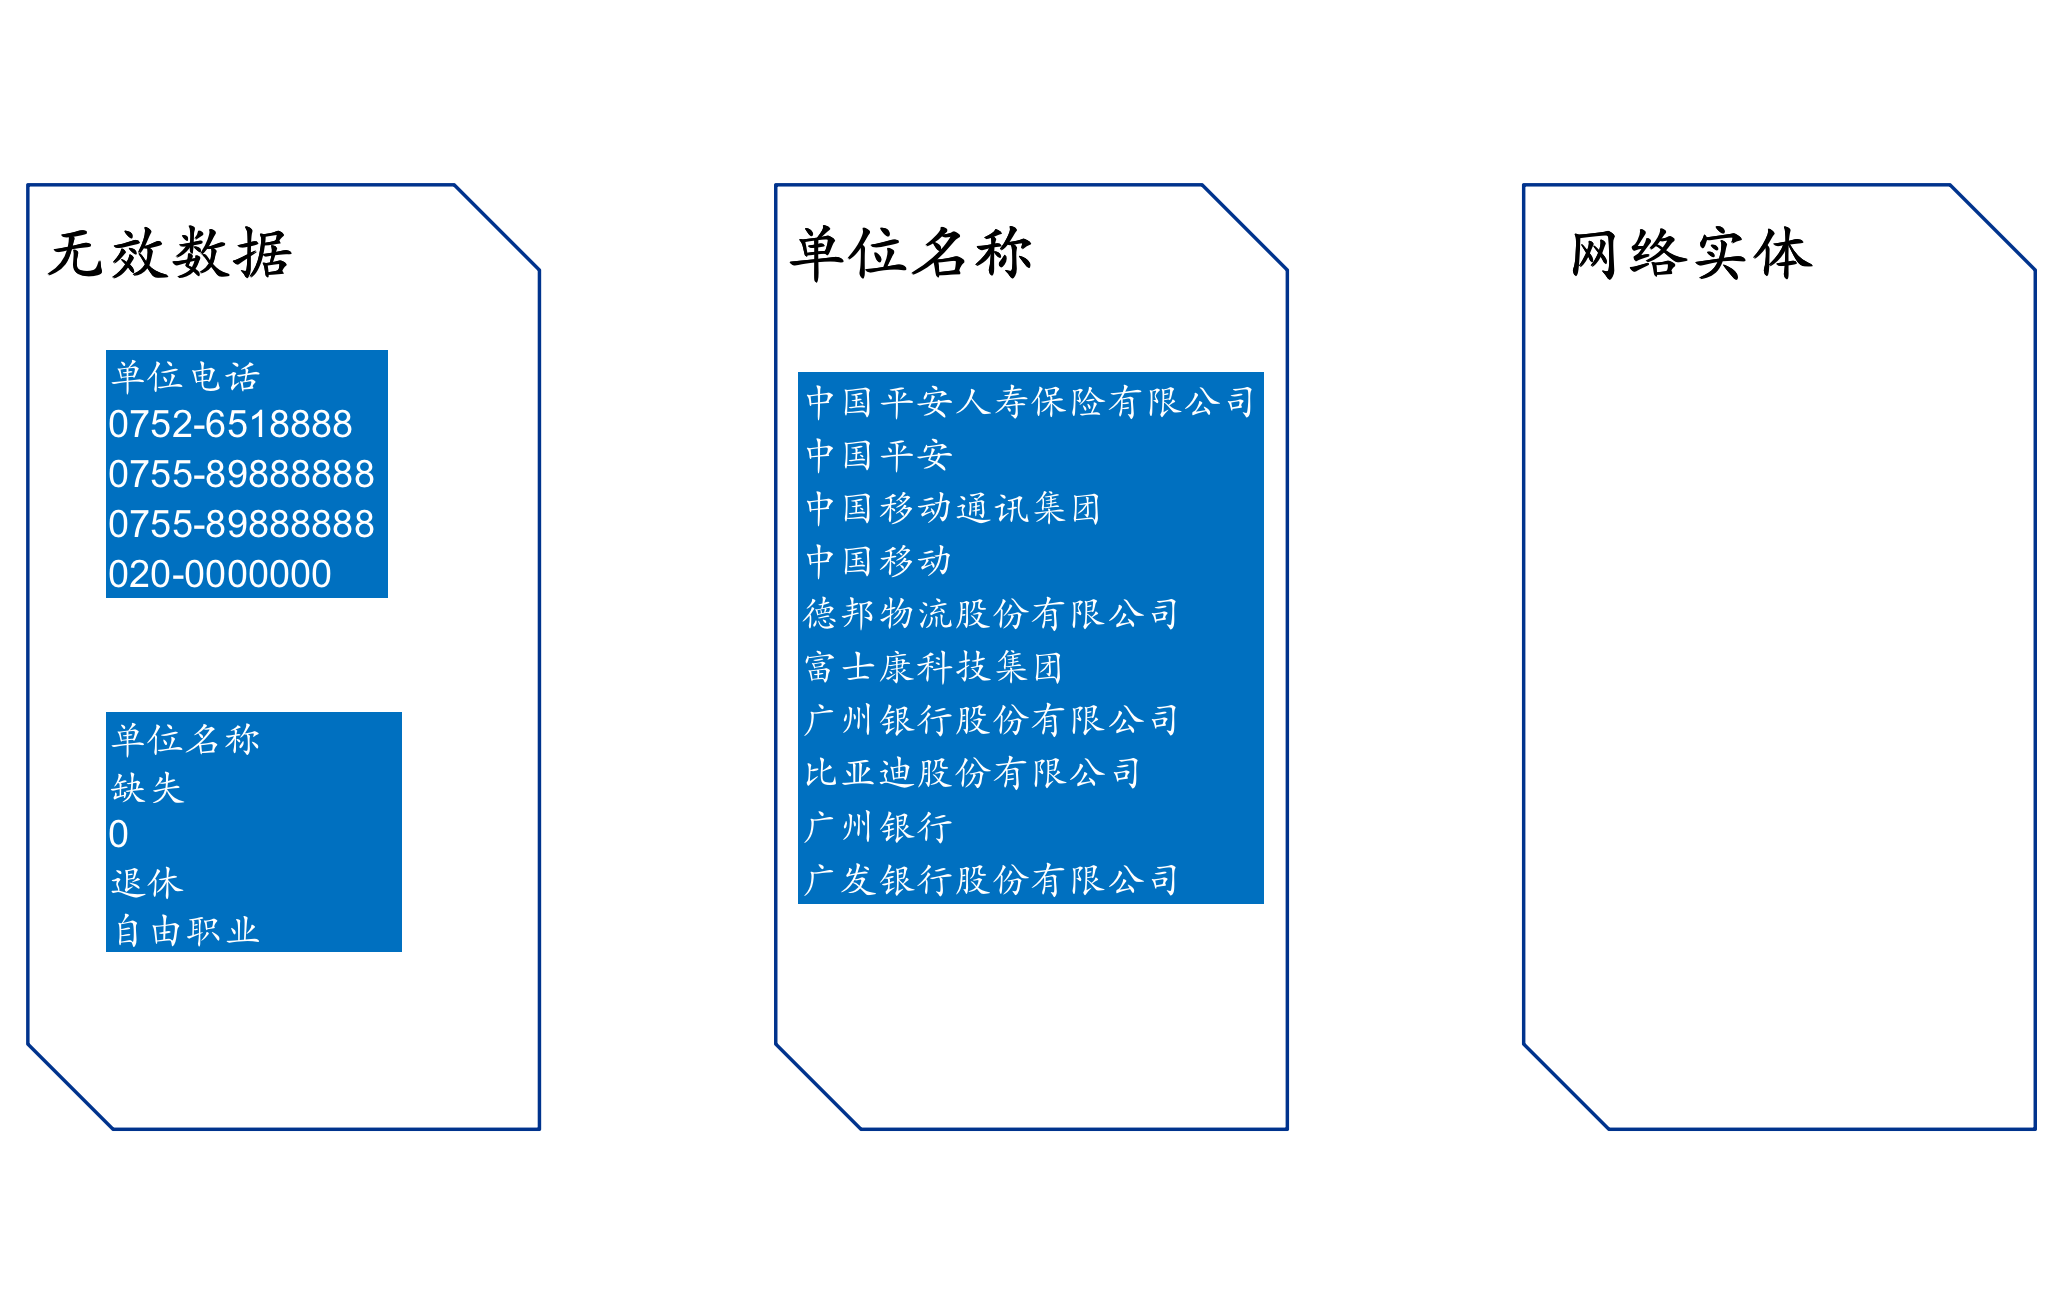 无效数据
单位电话
0752-6518888
0755-89888888
0755-89888888
020-0000000
单位名称
缺失
0
退休
自由职业
单位名称
中国平安人寿保险有限公司
中国平安
中国移动通讯集团
中国移动
德邦物流股份有限公司
富士康科技集团
广州银行股份有限公司
比亚迪股份有限公司
广州银行
广发银行股份有限公司
网络实体